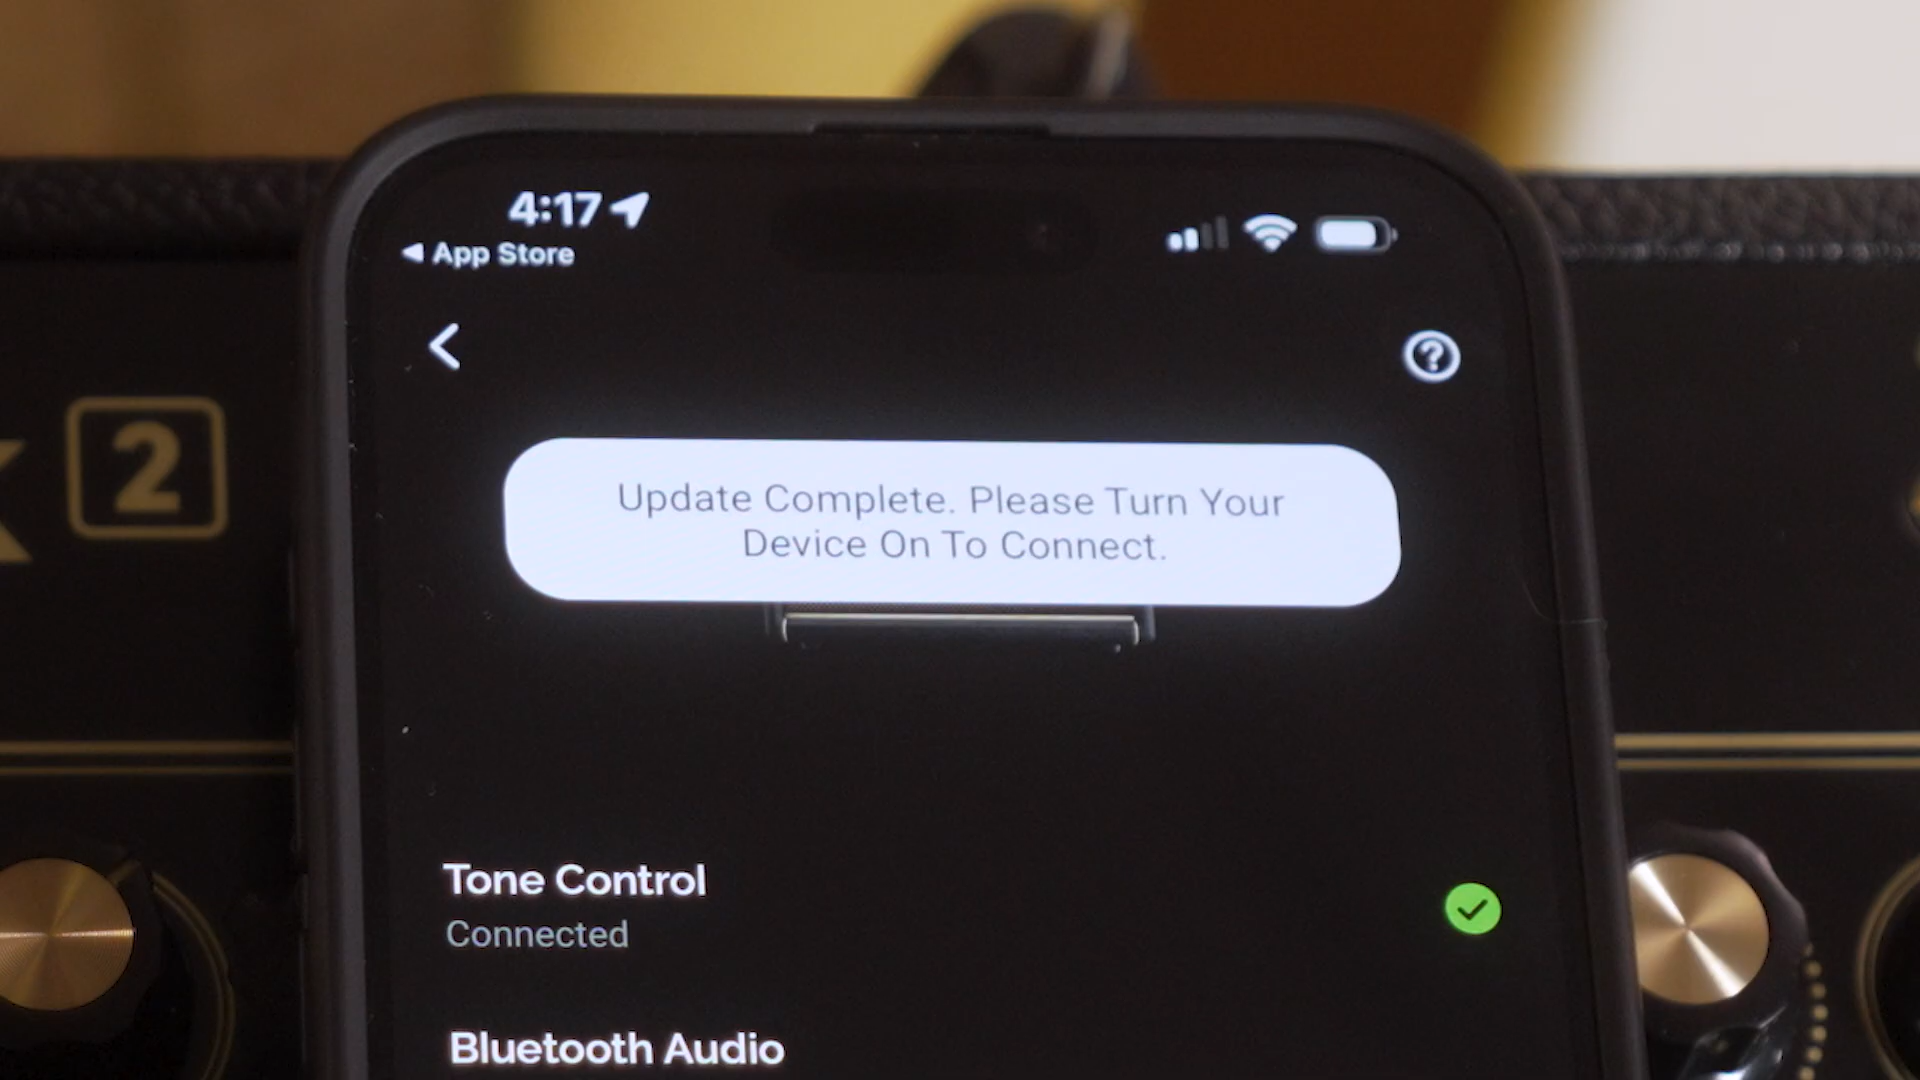 4:17
App Store
2
Update Complete. Please Turn Your
Device On To Connect.
Tone Control
Connected
Bluetooth Audio